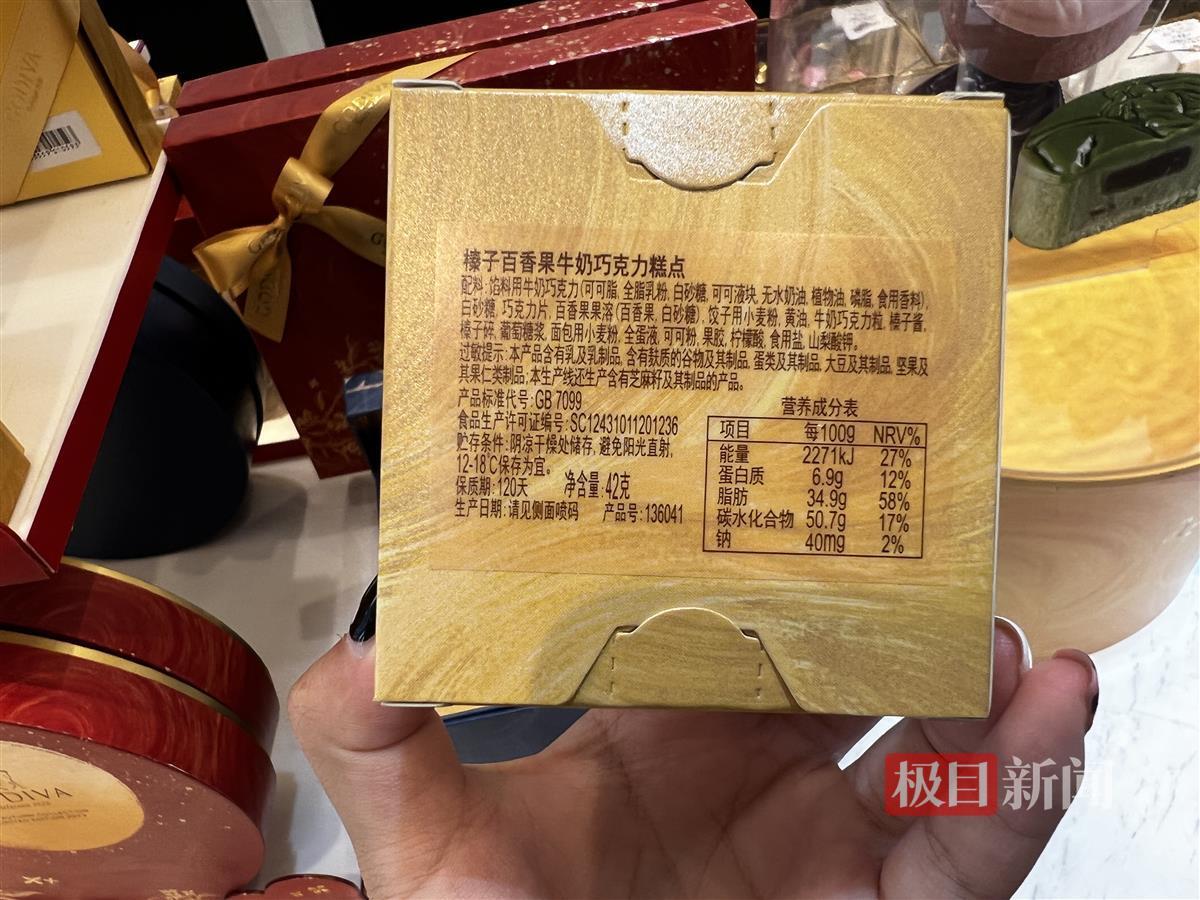 GODIVA
榛子百香果牛奶巧克力糕点
配料:馅料用牛奶巧克力(可可脂, 全脂乳粉, 白砂糖, 可可液块, 无水奶油, 植物油, 磷脂, 食用香料),
白砂糖, 巧克力片, 百香果果溶(百香果, 白砂糖), 饺子用小麦粉, 黄油, 牛奶巧克力粒, 榛子酱,
榛子碎, 葡萄糖浆, 面包用小麦粉, 全蛋液, 可可粉, 果胶, 柠檬酸, 食用盐, 山梨酸钾。
过敏提示:本产品含有乳及乳制品, 含有麸质的谷物及其制品, 蛋类及其制品, 大豆及其制品, 坚果及
其果仁类制品,本生产线还生产含有芝麻籽及其制品的产品。
产品标准代号:GB 7099
食品生产许可证编号:SC12431011201236
贮存条件:阴凉干燥处储存, 避免阳光直射,
12-18℃保存为宜。
保质期:120天 净含量:42克
生产日期:请见侧面喷码 产品号:136041
营养成分表
项目 每100g NRV%
能量 2271kJ 27%
蛋白质 6.9g 12%
脂肪 34.9g 58%
碳水化合物 50.7g 17%
钠 40mg 2%
DIVA
极目新闻